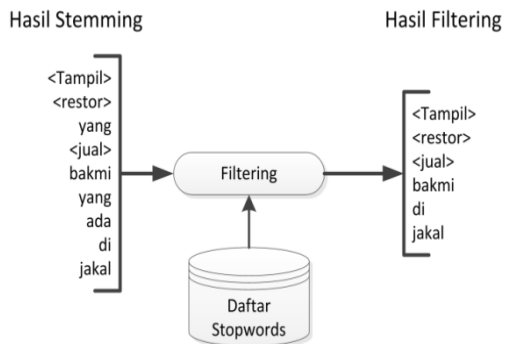 Hasil Stemming
Hasil Filtering
<Tampil>
<restor>
yang
<jual>
bakmi
yang
ada
di
jakal
Filtering
Daftar
Stopwords
<Tampil>
<restor>
<jual>
bakmi
di
jakal